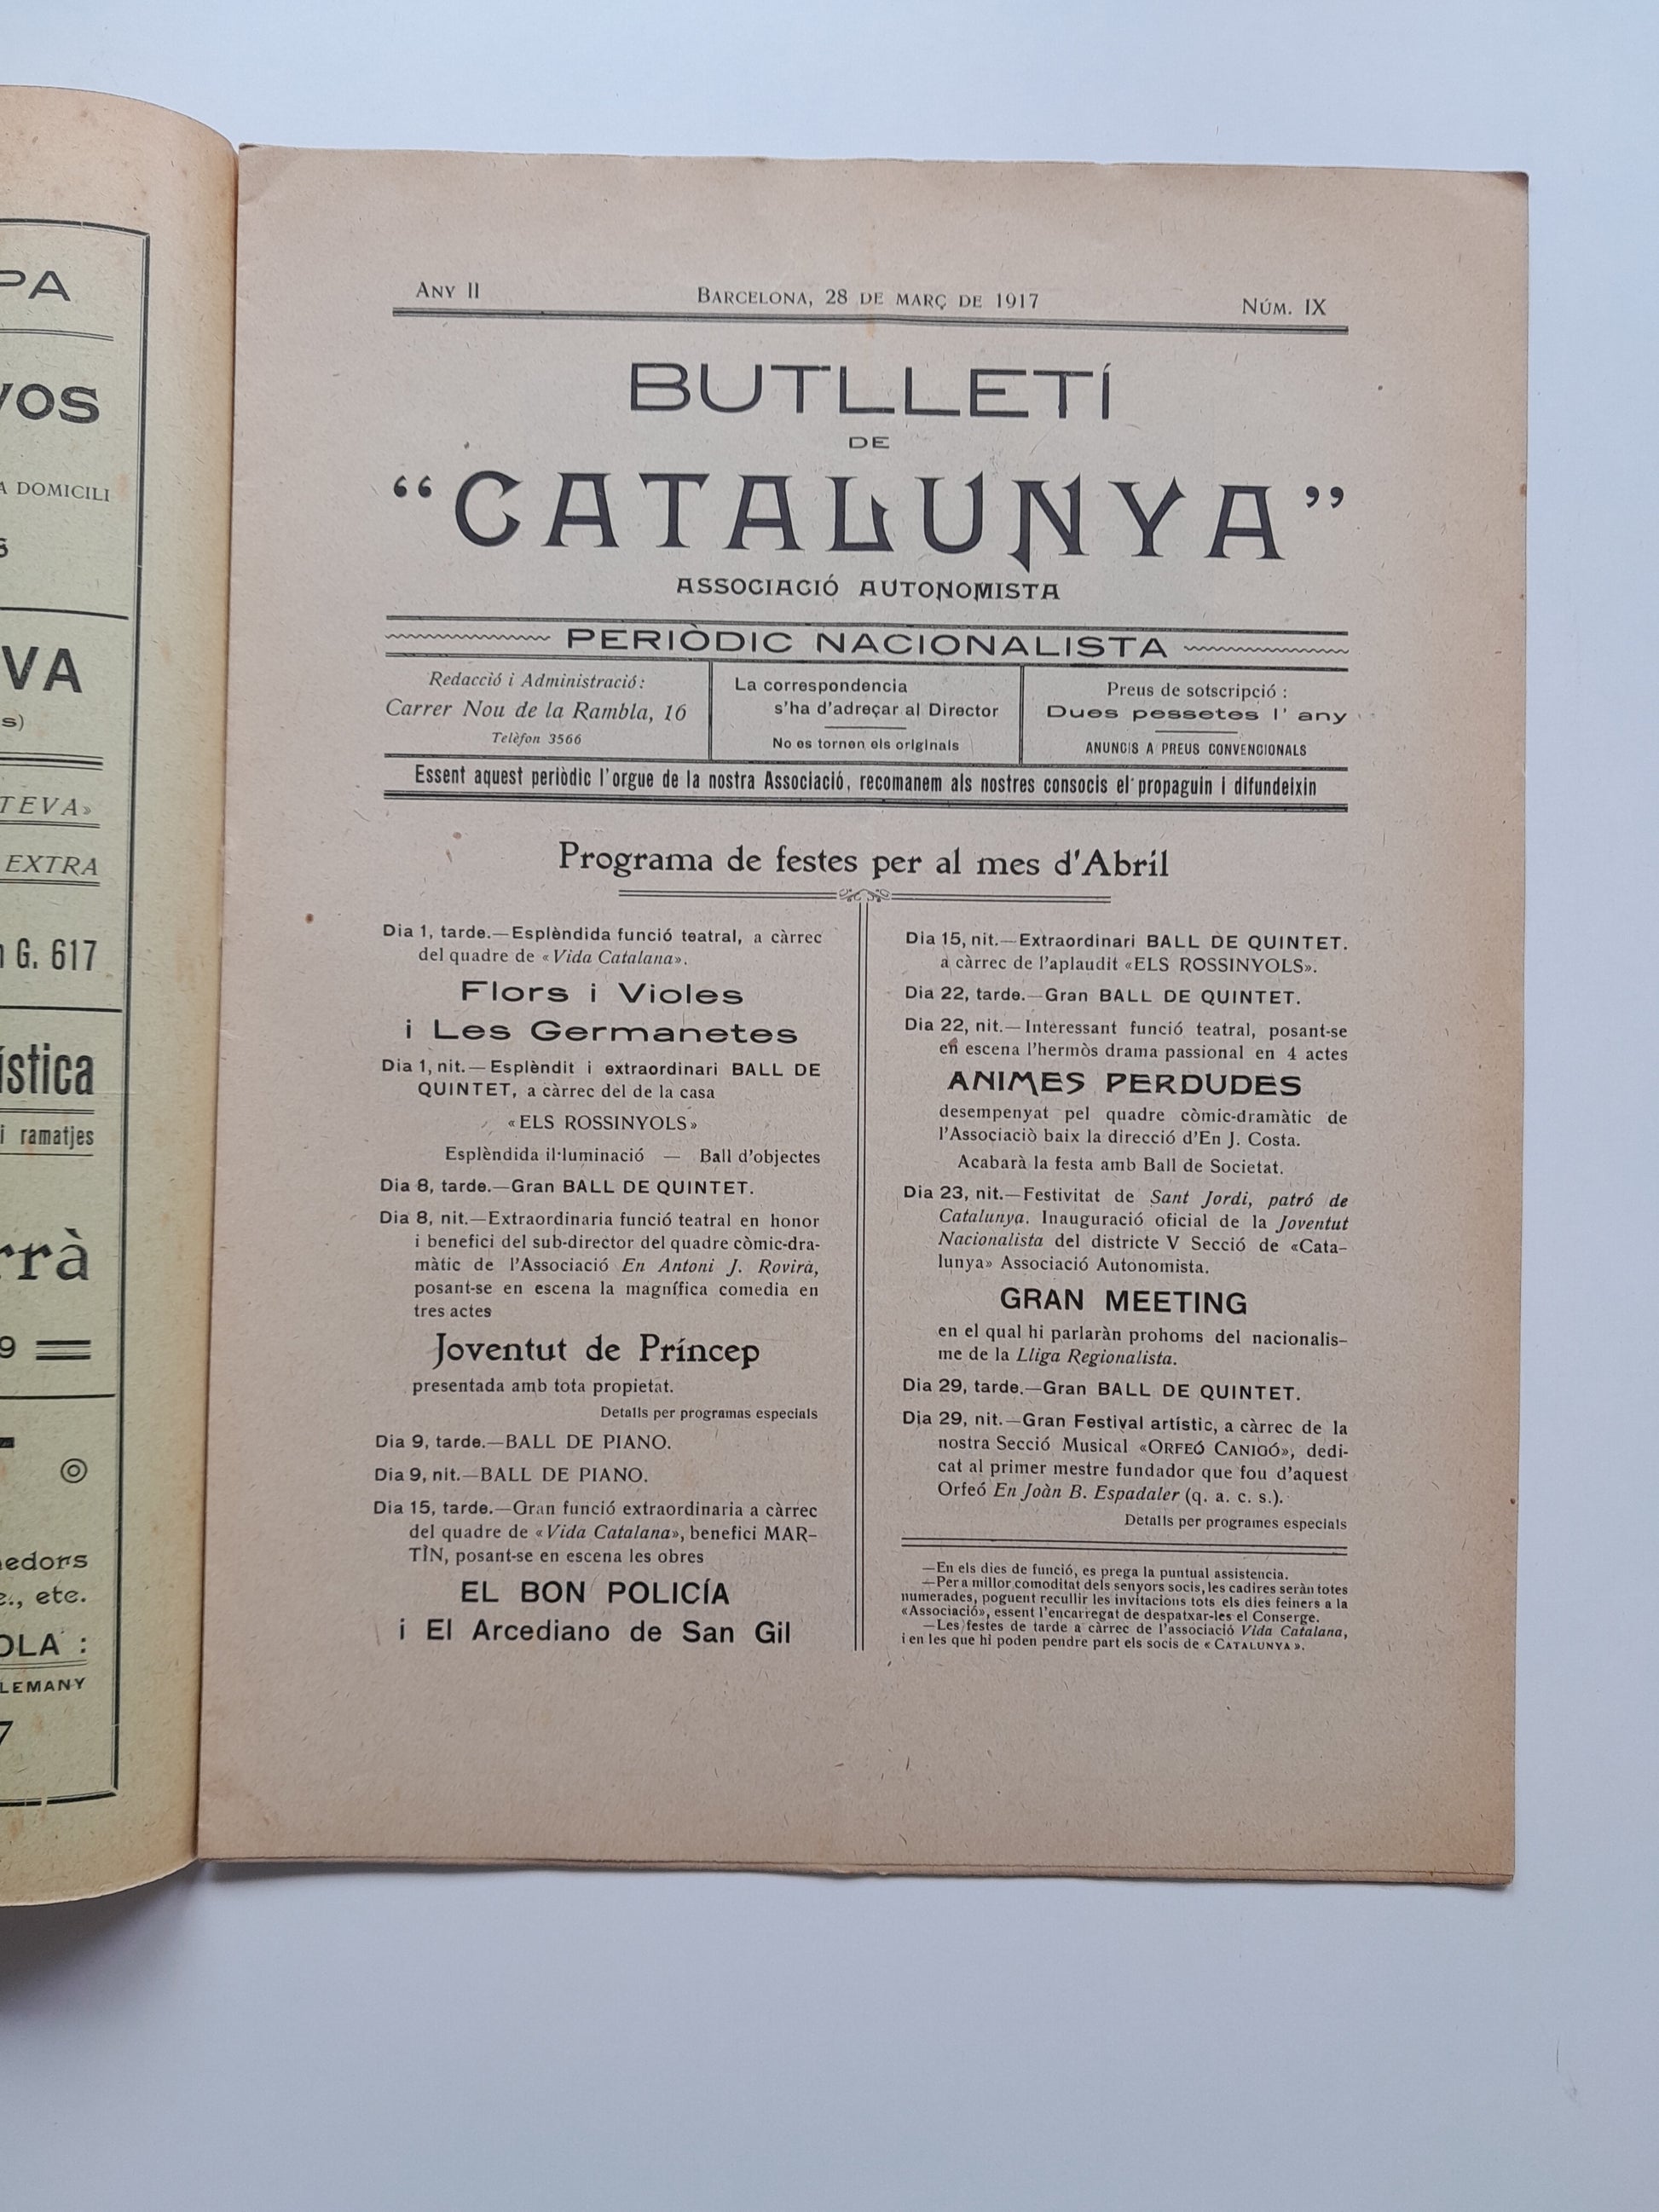 PA
VOS
A DOMICILI
VA
s)
TEVA»
EXTRA
G. 617
ística
i ramatjes
rrà
9
nedors
e., etc.
OLA :
LEMANY
7
ANY II
BARCELONA, 28 DE MARÇ DE 1917
NÚM. IX
BUTLLETÍ
DE
“CATALUNYA”
ASSOCIACIÓ AUTONOMISTA
PERIÒDIC NACIONALISTA
Redacció i Administració:
Carrer Nou de la Rambla, 16
Telèfon 3566
La correspondencia
s'ha d'adreçar al Director
No es tornen els originals
Preus de sotscripció :
Dues pessetes l' any
ANUNCIS A PREUS CONVENCIONALS
Essent aquest periòdic l'orgue de la nostra Associació, recomanem als nostres consocis el propaguin i difundeixin
Programa de festes per al mes d'Abril
Dia 1, tarde.—Esplèndida funció teatral, a càrrec
del quadre de «Vida Catalana».
Flors i Violes
i Les Germanetes
Dia 1, nit.—Esplèndit i extraordinari BALL DE
QUINTET, a càrrec del de la casa
«ELS ROSSINYOLS»
Esplèndida il·luminació — Ball d'objectes
Dia 8, tarde.—Gran BALL DE QUINTET.
Dia 8, nit.—Extraordinaria funció teatral en honor
i benefici del sub-director del quadre còmic-dra-
màtic de l'Associació En Antoni J. Rovirà,
posant-se en escena la magnífica comedia en
tres actes
Joventut de Príncep
presentada amb tota propietat.
Detalls per programas especials
Dia 9, tarde.—BALL DE PIANO.
Dia 9, nit.—BALL DE PIANO.
Dia 15, tarde.—Gran funció extraordinaria a càrrec
del quadre de «Vida Catalana», benefici MAR-
TÎN, posant-se en escena les obres
EL BON POLICÍA
i El Arcediano de San Gil
Dia 15, nit.—Extraordinari BALL DE QUINTET.
a càrrec de l'aplaudit «ELS ROSSINYOLS».
Dia 22, tarde.—Gran BALL DE QUINTET.
Dia 22, nit.—Interessant funció teatral, posant-se
en escena l'hermòs drama passional en 4 actes
ANIMES PERDUDES
desempenyat pel quadre còmic-dramàtic de
l'Associaciò baix la direcció d'En J. Costa.
Acabarà la festa amb Ball de Societat.
Dia 23, nit.—Festivitat de Sant Jordi, patró de
Catalunya. Inauguració oficial de la Joventut
Nacionalista del districte V Secció de «Cata-
lunya» Associació Autonomista.
GRAN MEETING
en el qual hi parlaràn prohoms del nacionalis-
me de la Lliga Regionalista.
Dia 29, tarde.—Gran BALL DE QUINTET.
Dia 29, nit.—Gran Festival artístic, a càrrec de la
nostra Secció Musical «ORFEÓ CANIGÓ», dedi-
cat al primer mestre fundador que fou d'aquest
Orfeó En Joàn B. Espadaler (q. a. c. s.).
Detalls per programes especials
—En els dies de funció, es prega la puntual assistencia.
—Per a millor comoditat dels senyors socis, les cadires seràn totes
numerades, poguent recullir les invitacions tots els dies feiners a la
«Associació», essent l'encarregat de despatxar-les el Conserge.
—Les festes de tarde a càrrec de l'associació Vida Catalana,
i en les que hi poden pendre part els socis de «CATALUNYA».